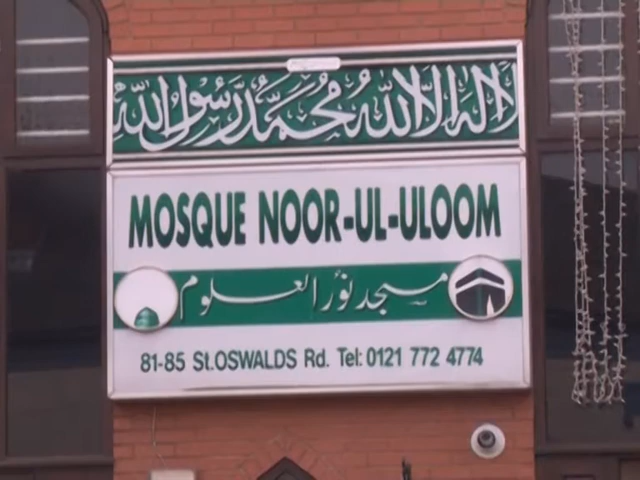 لا إله إلا الله محمد رسول الله
MOSQUE NOOR-UL-ULOOM
مسجد نور العلوم
81-85 St.OSWALDS Rd. Tel: 0121 772 4774